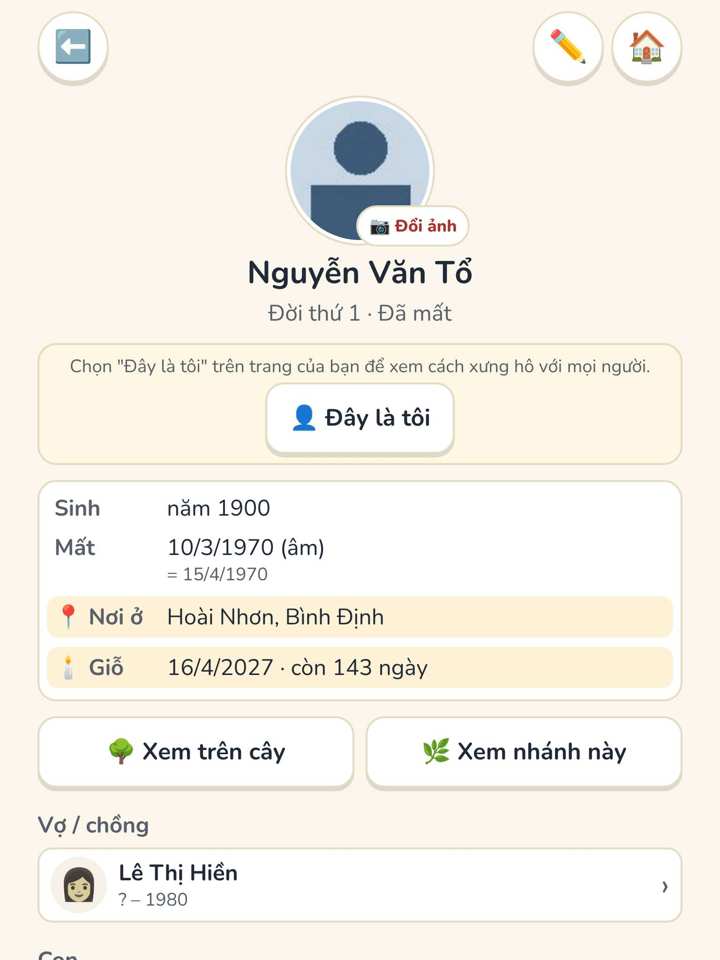 Đổi ảnh
Nguyễn Văn Tổ
Đời thứ 1 · Đã mất
Chọn "Đây là tôi" trên trang của bạn để xem cách xưng hô với mọi người.
Đây là tôi
Sinh năm 1900
Mất 10/3/1970 (âm)
= 15/4/1970
Nơi ở Hoài Nhơn, Bình Định
Giỗ 16/4/2027 · còn 143 ngày
Xem trên cây
Xem nhánh này
Vợ / chồng
Lê Thị Hiền
? – 1980
›